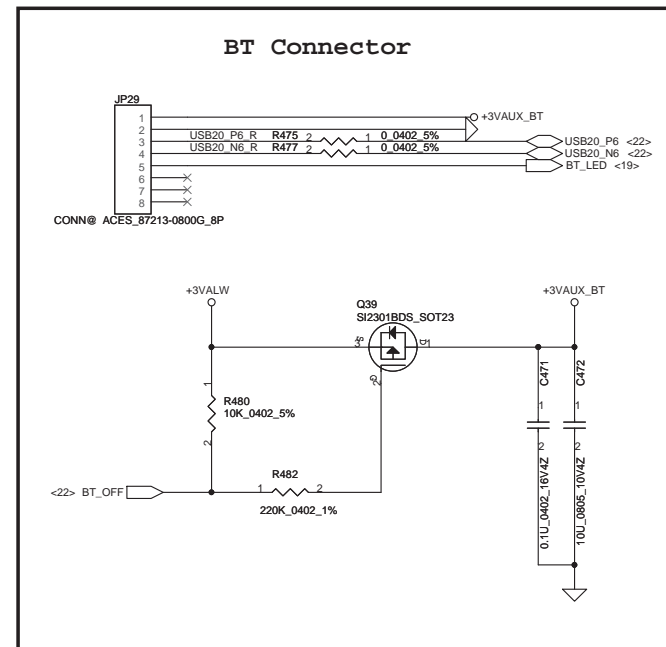 BT Connector
JP29
1
2
3
4
5
6
7
8
+3VAUX_BT
USB20_P6_R R475 2 1 0_0402_5%
USB20_N6_R R477 2 1 0_0402_5%
USB20_P6 <22>
USB20_N6 <22>
BT_LED <19>
CONN@ ACES_87213-0800G_8P
+3VALW
Q39
SI2301BDS_SOT23
+3VAUX_BT
S
3
D
1
G
2
1
R480
10K_0402_5%
2
C471
1
2
0.1U_0402_16V4Z
C472
1
2
10U_0805_10V4Z
<22> BT_OFF
R482
1 2
220K_0402_1%